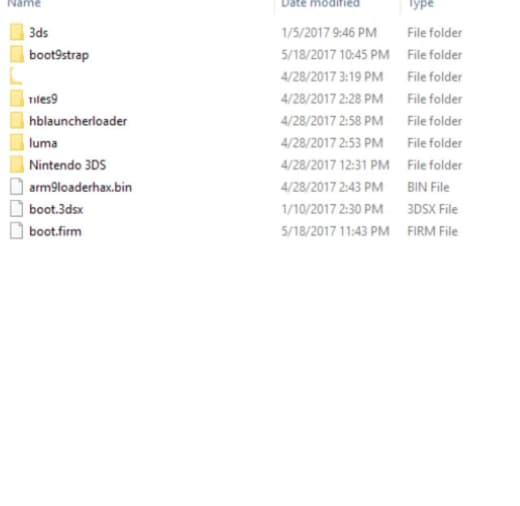 Name Date modified Type
3ds 1/5/2017 9:46 PM File folder
boot9strap 5/18/2017 10:45 PM File folder
4/28/2017 3:19 PM File folder
files9 4/28/2017 2:28 PM File folder
hblauncherloader 4/28/2017 2:58 PM File folder
luma 4/28/2017 2:53 PM File folder
Nintendo 3DS 4/28/2017 12:31 PM File folder
arm9loaderhax.bin 4/28/2017 2:43 PM BIN File
boot.3dsx 1/10/2017 2:30 PM 3DSX File
boot.firm 5/18/2017 11:43 PM FIRM File